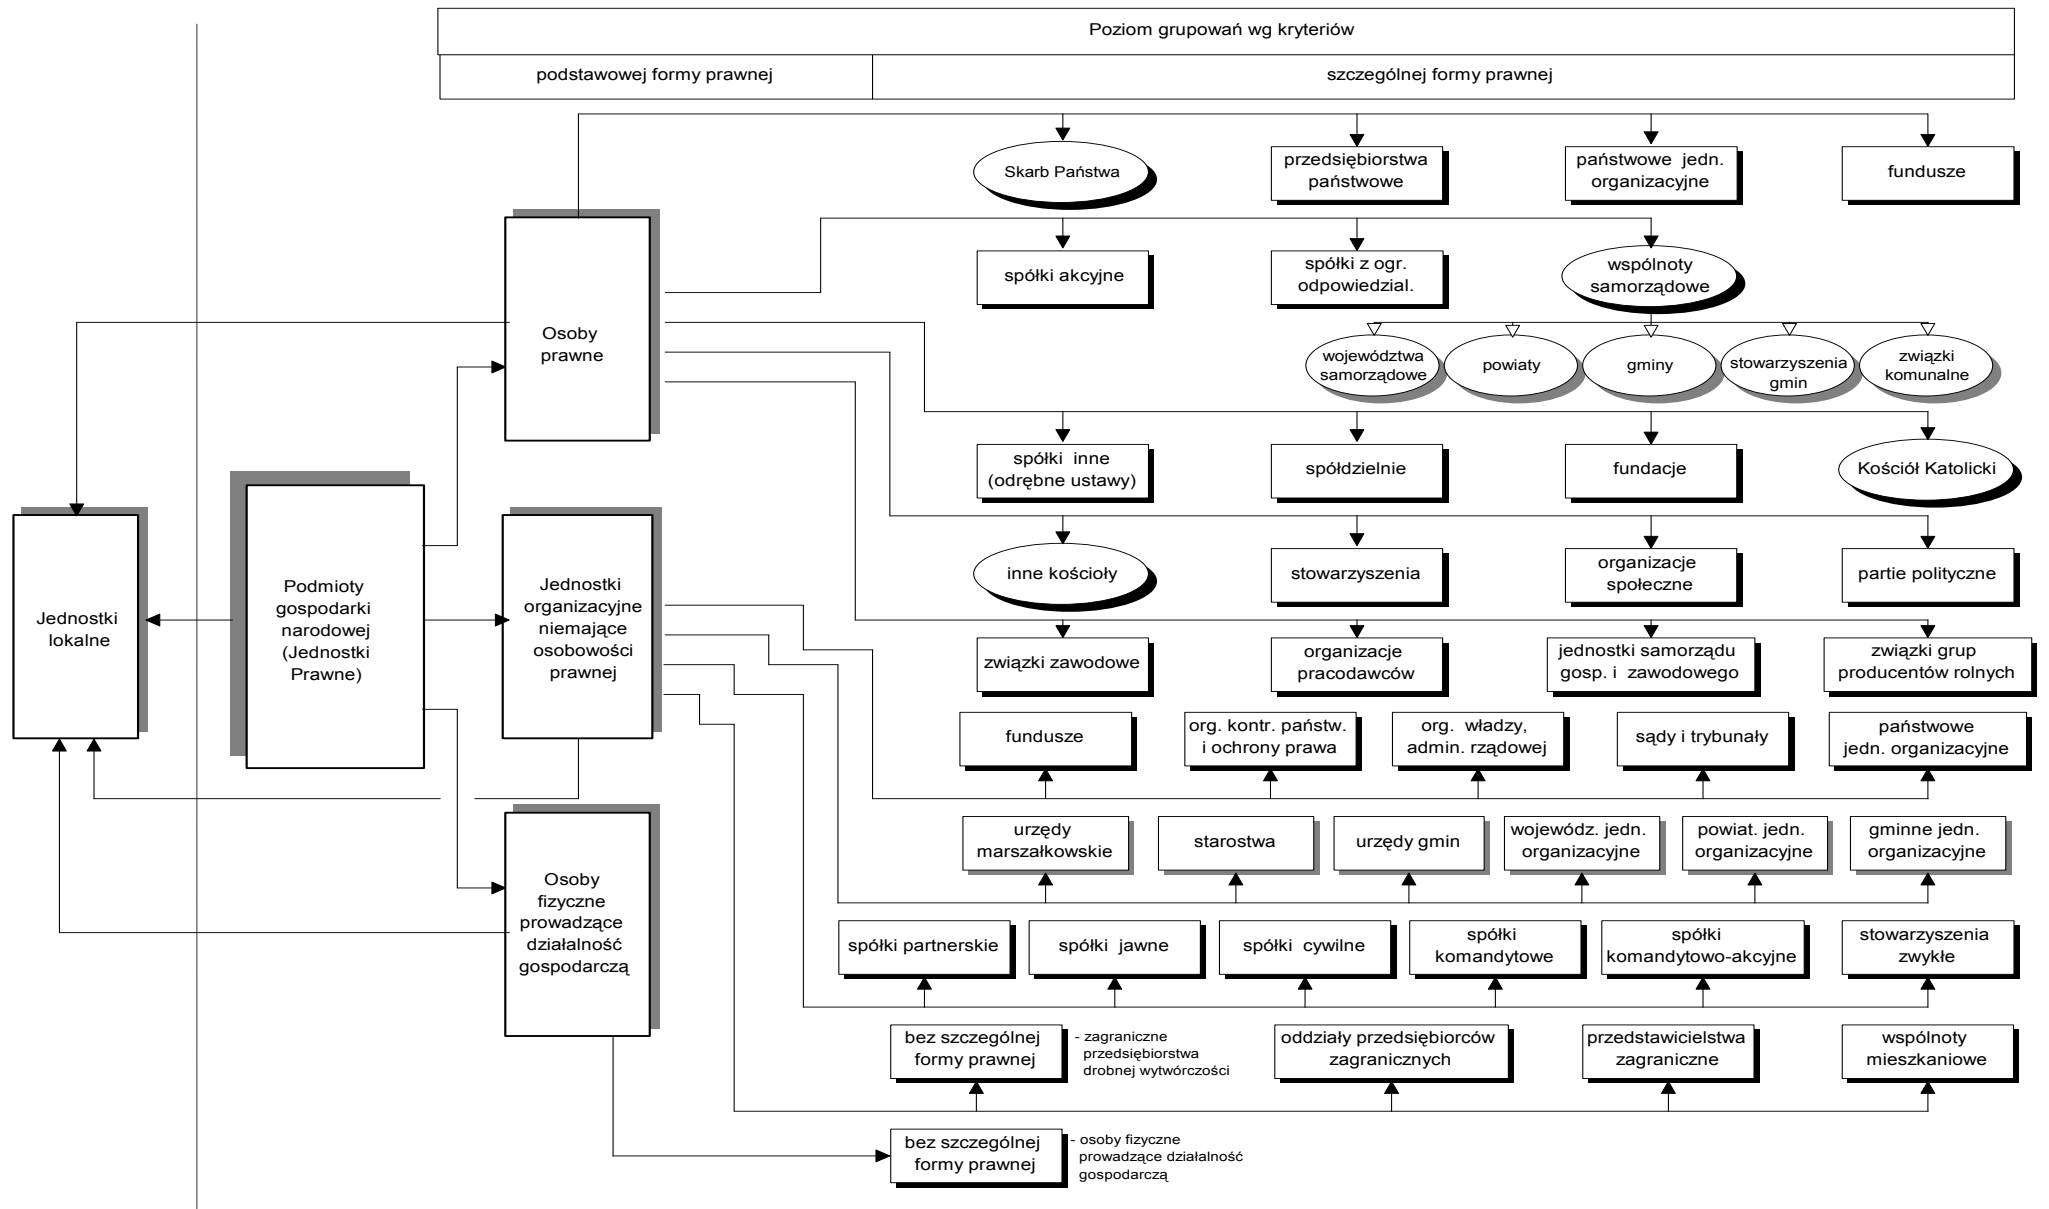 Poziom grupowań wg kryteriów
podstawowej formy prawnej
szczególnej formy prawnej
Skarb Państwa
przedsiębiorstwa
państwowe
państwowe jedn.
organizacyjne
fundusze
spółki akcyjne
spółki z ogr.
odpowiedzial.
wspólnoty
samorządowe
województwa
samorządowe
powiaty
gminy
stowarzyszenia
gmin
związki
komunalne
Osoby
prawne
spółki inne
(odrębne ustawy)
spółdzielnie
fundacje
Kościół Katolicki
inne kościoły
stowarzyszenia
organizacje
społeczne
partie polityczne
Jednostki
lokalne
Podmioty
gospodarki
narodowej
(Jednostki
Prawne)
Jednostki
organizacyjne
niemające
osobowości
prawnej
związki zawodowe
organizacje
pracodawców
jednostki samorządu
gosp. i zawodowego
związki grup
producentów rolnych
fundusze
org. kontr. państw.
i ochrony prawa
org. władzy,
admin. rządowej
sądy i trybunały
państwowe
jedn. organizacyjne
urzędy
marszałkowskie
starostwa
urzędy gmin
wojewódz. jedn.
organizacyjne
powiat. jedn.
organizacyjne
gminne jedn.
organizacyjne
Osoby
fizyczne
prowadzące
działalność
gospodarczą
spółki partnerskie
spółki jawne
spółki cywilne
spółki
komandytowe
spółki
komandytowo-akcyjne
stowarzyszenia
zwykłe
bez szczególnej
formy prawnej
- zagraniczne
przedsiębiorstwa
drobnej wytwórczości
oddziały przedsiębiorców
zagranicznych
przedstawicielstwa
zagraniczne
wspólnoty
mieszkaniowe
bez szczególnej
formy prawnej
- osoby fizyczne
prowadzące działalność
gospodarczą